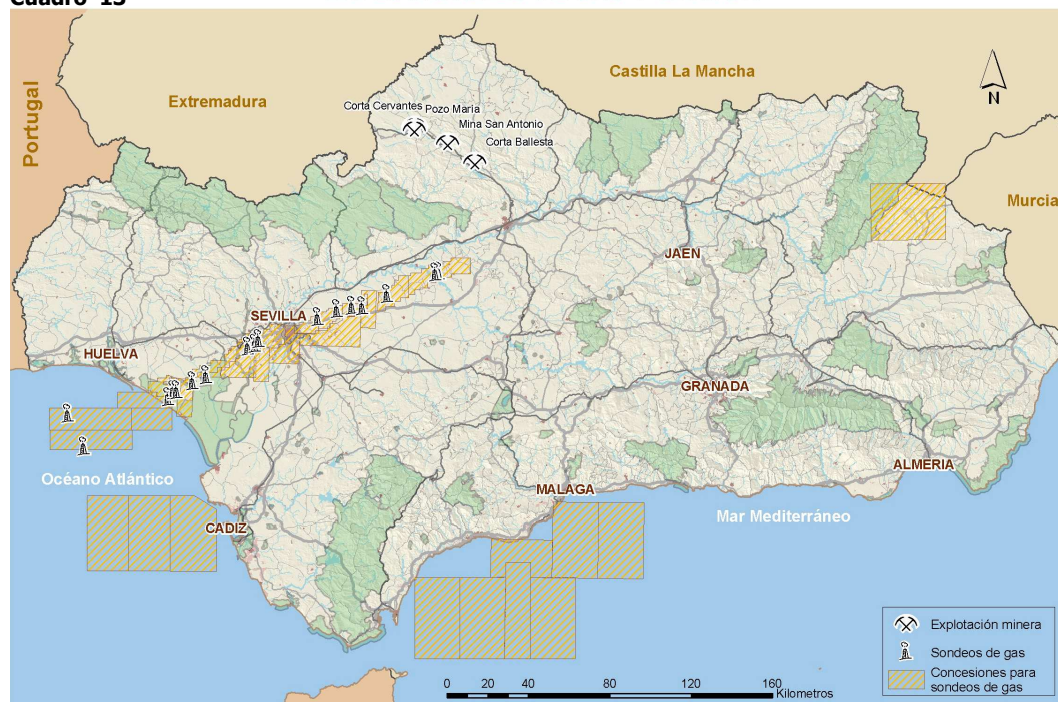 Cuadro 13
Castilla La Mancha
Extremadura
Portugal
N
Corta Cervantes
Pozo María
Mina San Antonio
Corta Ballesta
Murcia
JAEN
SEVILLA
HUELVA
GRANADA
ALMERIA
Océano Atlántico
MALAGA
Mar Mediterráneo
CADIZ
Explotación minera
Sondeos de gas
Concesiones para
sondeos de gas
0 20 40 80 120 160
Kilometros